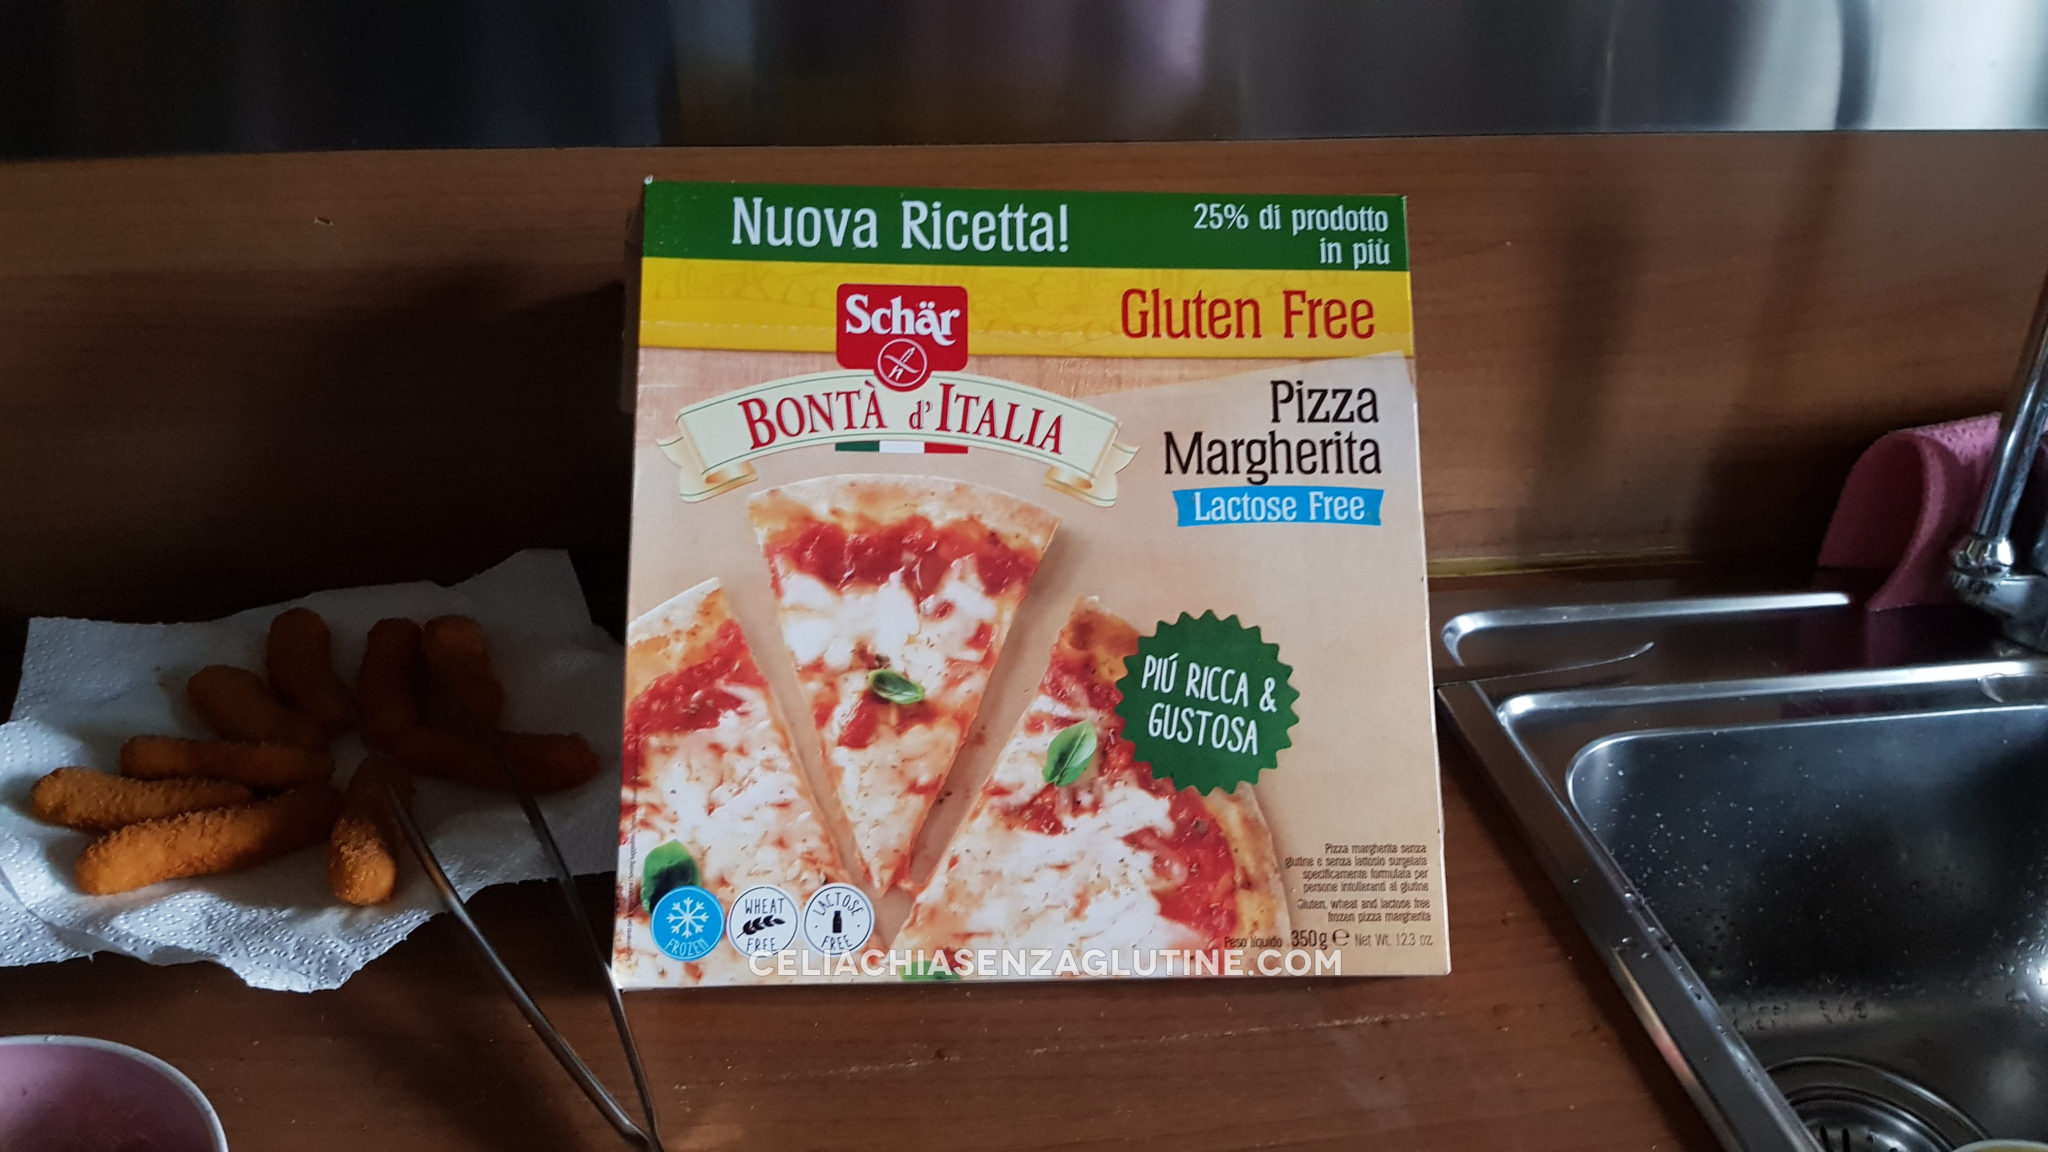 Nuova Ricetta!
25% di prodotto
in più
Schär
Gluten Free
BONTÀ d'ITALIA
Pizza
Margherita
Lactose Free
PIÚ RICCA &
GUSTOSA
Pizza margherita senza
glutine e senza lattosio surgelata
specificamente formulata per
persone intolleranti al glutine
Gluten, wheat and lactose free
frozen pizza margherita
Peso líquido 350g ℮ Net Wt. 12.3 oz
FROZEN
WHEAT
FREE
LACTOSE
FREE
CELIACHIASENZAGLUTINE.COM